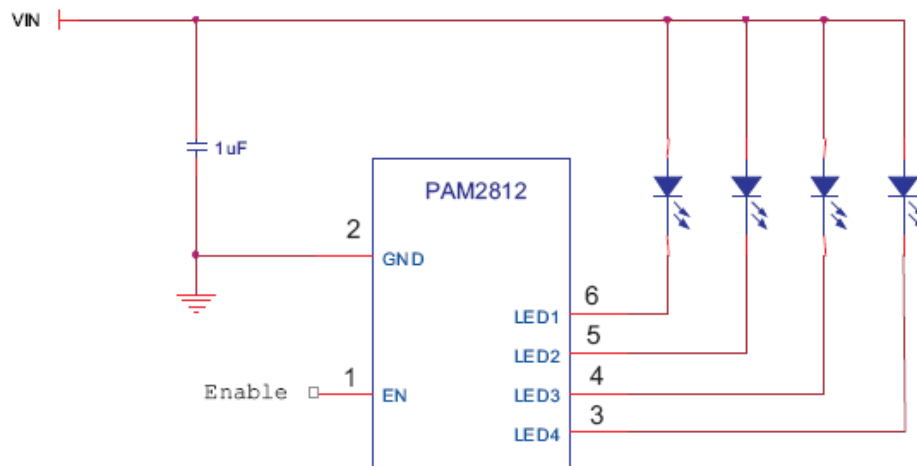 VIN
1uF
PAM2812
2
GND
6
LED1
5
LED2
Enable
1
EN
4
LED3
3
LED4